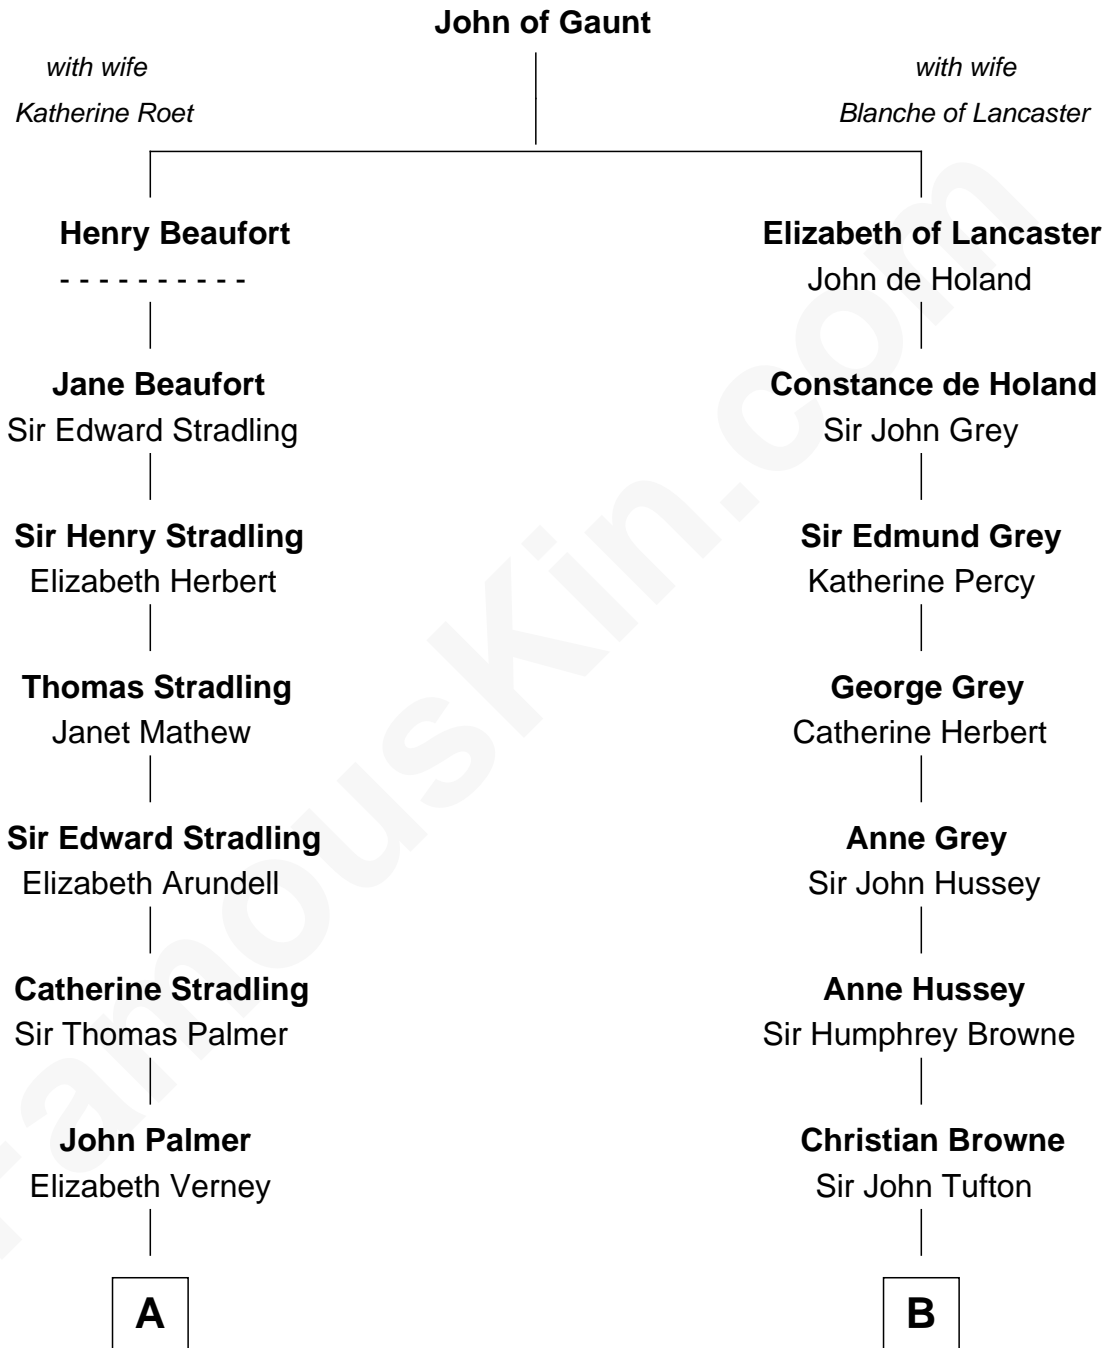 John of Gaunt
with wife
Katherine Roet
with wife
Blanche of Lancaster
Henry Beaufort
- - - - - - - - - -
Jane Beaufort
Sir Edward Stradling
Sir Henry Stradling
Elizabeth Herbert
Thomas Stradling
Janet Mathew
Sir Edward Stradling
Elizabeth Arundell
Catherine Stradling
Sir Thomas Palmer
John Palmer
Elizabeth Verney
A
Elizabeth of Lancaster
John de Holand
Constance de Holand
Sir John Grey
Sir Edmund Grey
Katherine Percy
George Grey
Catherine Herbert
Anne Grey
Sir John Hussey
Anne Hussey
Sir Humphrey Browne
Christian Browne
Sir John Tufton
B
FamousKin.com